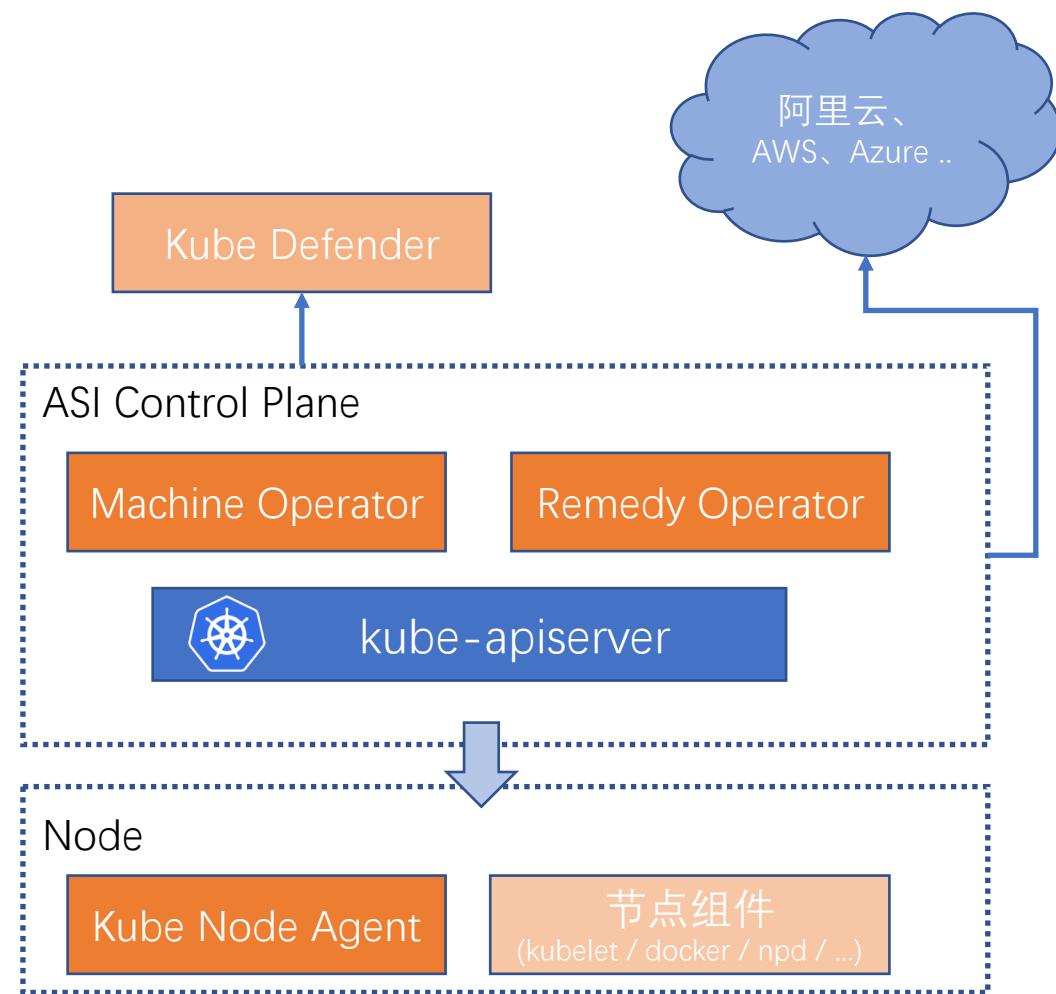 阿里云、
AWS、Azure ..
Kube Defender
ASI Control Plane
Machine Operator
Remedy Operator
kube-apiserver
Node
Kube Node Agent
节点组件
(kubelet / docker / npd / ...)